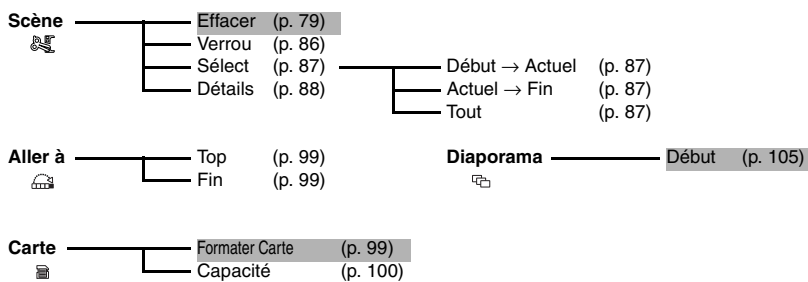 Scène Effacer (p. 79)
Verrou (p. 86)
Sélect (p. 87) Début → Actuel (p. 87)
Détails (p. 88) Actuel → Fin (p. 87)
Tout (p. 87)
Aller à Top (p. 99) Diaporama Début (p. 105)
Fin (p. 99)
Carte Formater Carte (p. 99)
Capacité (p. 100)